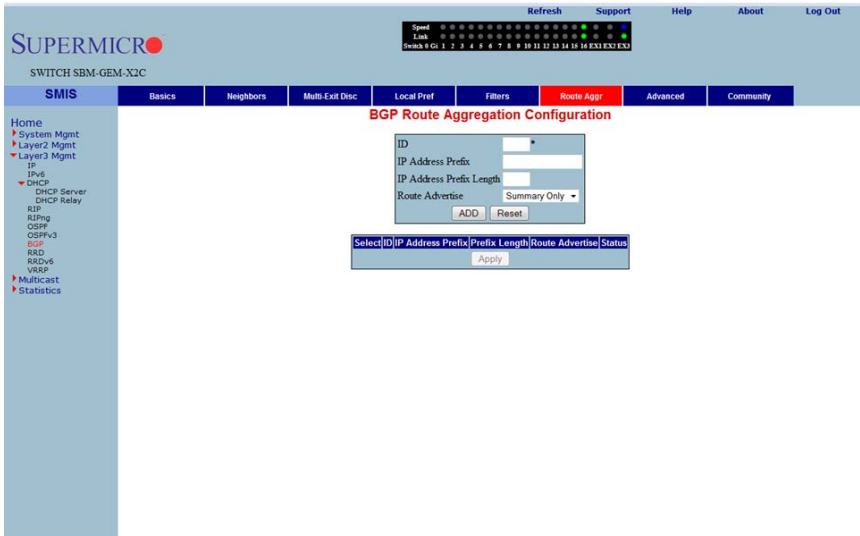 Refresh Support Help About Log Out
SUPERMICRO
SWITCH SBM-GEM-X2C
Speed
Link
Switch 0 Gi 1 2 3 4 5 6 7 8 9 10 11 12 13 14 15 16 EX1 EX2 EX3
SMIS
Basics Neighbors Multi-Exit Disc Local Pref Filters Route Aggr Advanced Community
Home
System Mgmt
Layer2 Mgmt
Layer3 Mgmt
IP
IPv6
DHCP
DHCP Server
DHCP Relay
RIP
RIPng
OSPF
OSPFv3
BGP
RRD
RRDv6
VRRP
Multicast
Statistics
BGP Route Aggregation Configuration
ID *
IP Address Prefix
IP Address Prefix Length
Route Advertise Summary Only
ADD Reset
Select ID IP Address Prefix Prefix Length Route Advertise Status
Apply